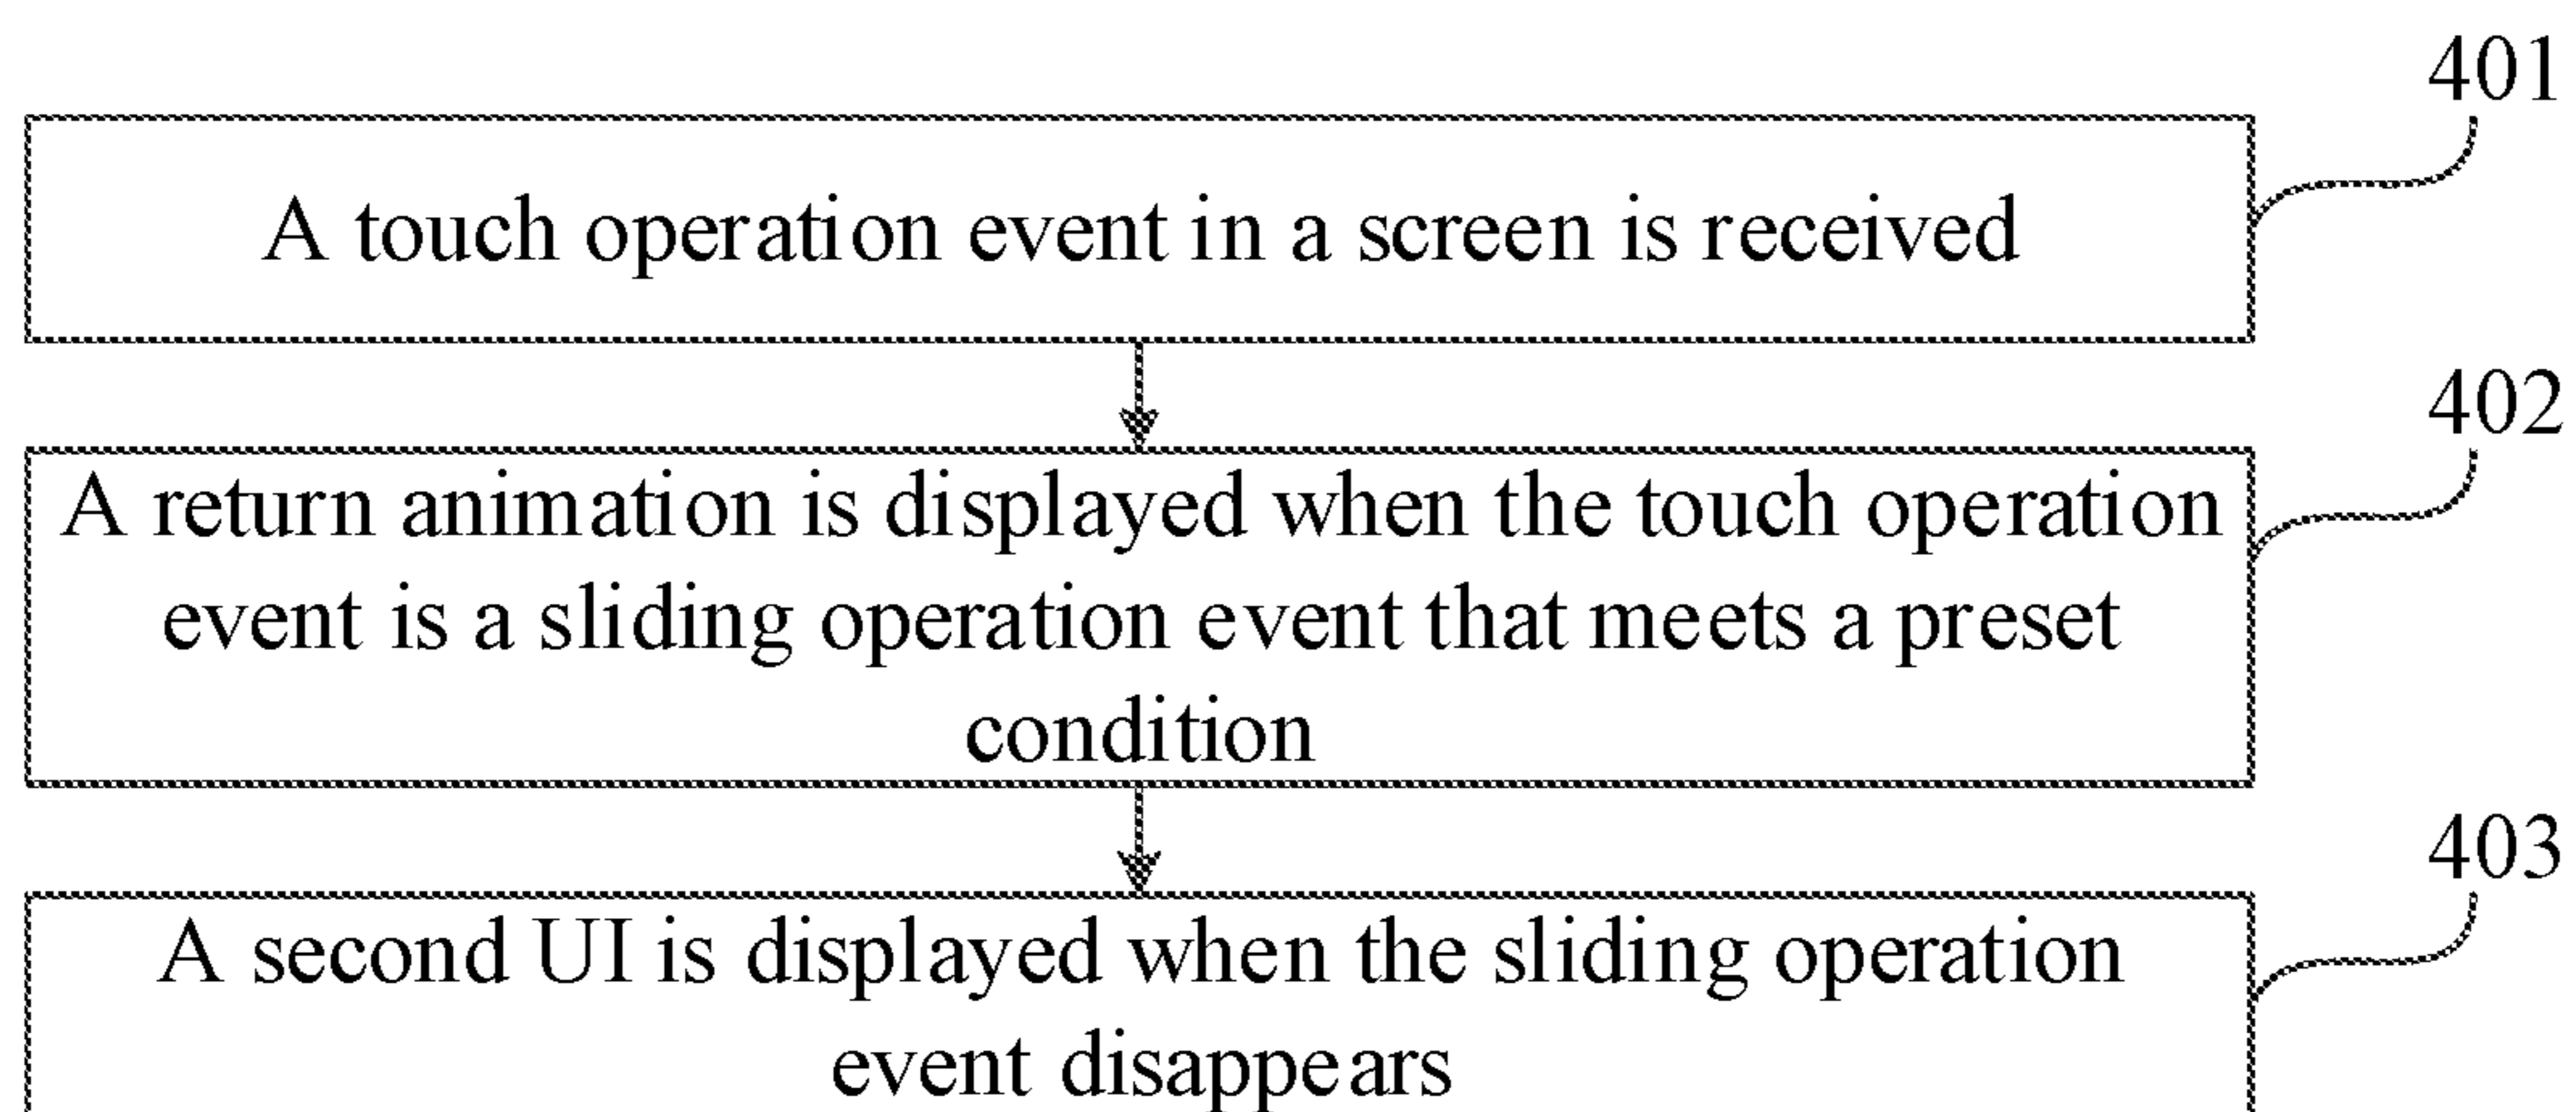 401
A touch operation event in a screen is received
402
A return animation is displayed when the touch operation
event is a sliding operation event that meets a preset
condition
403
A second UI is displayed when the sliding operation
event disappears